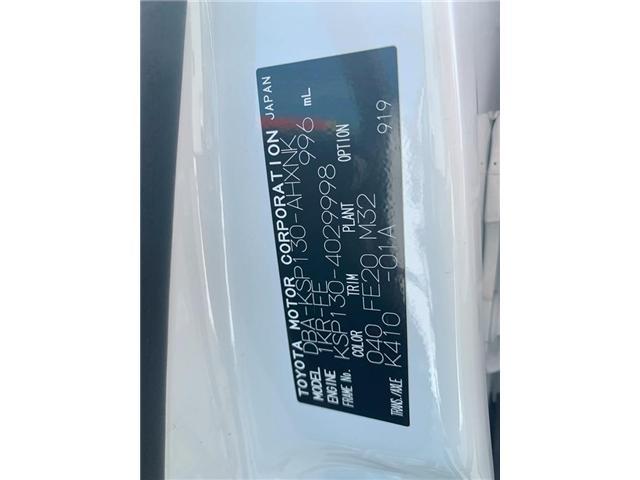 TOYOTA MOTOR CORPORATION JAPAN
MODEL DBA-KSP130-AHXNK
ENGINE 1KR-FE 996 mL
FRAME No. KSP130-4029998
COLOR TRIM PLANT OPTION
040 FE20 M32 919
TRANS./AXLE K410 -01A